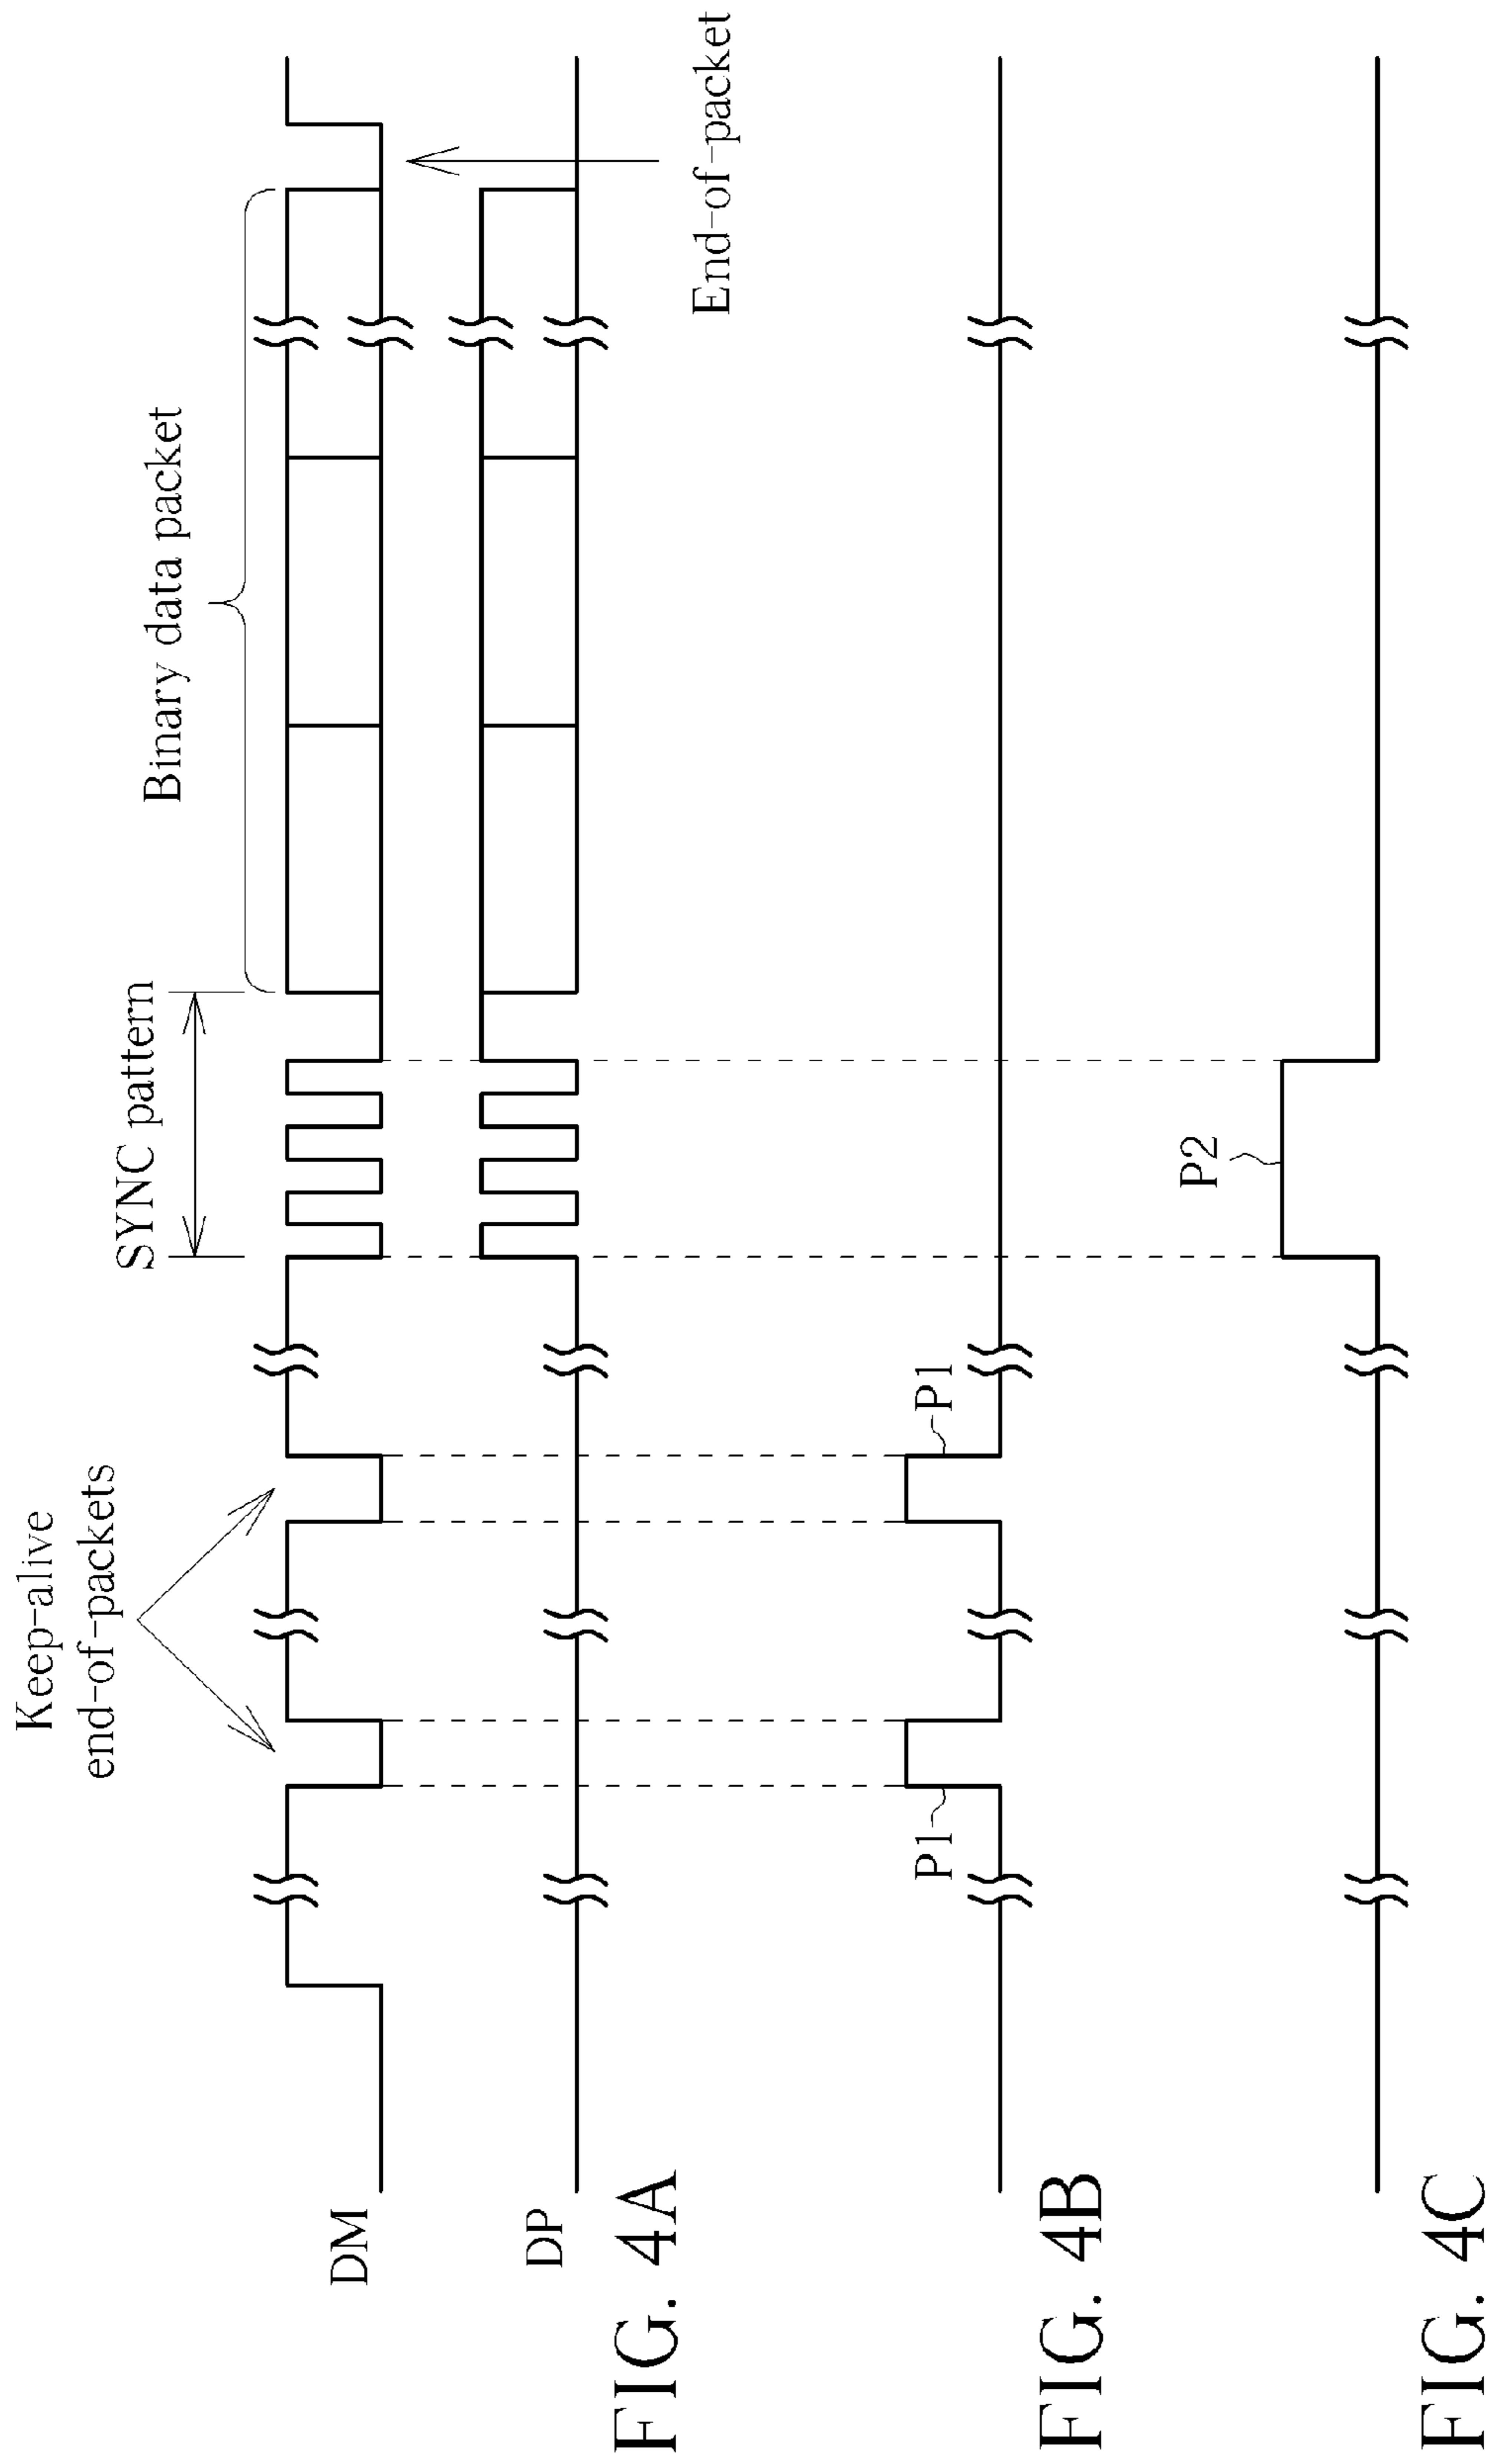 Keep-alive
end-of-packets
SYNC pattern
Binary data packet
DM
DP
End-of-packet
FIG. 4A
P1
P1
FIG. 4B
P2
FIG. 4C